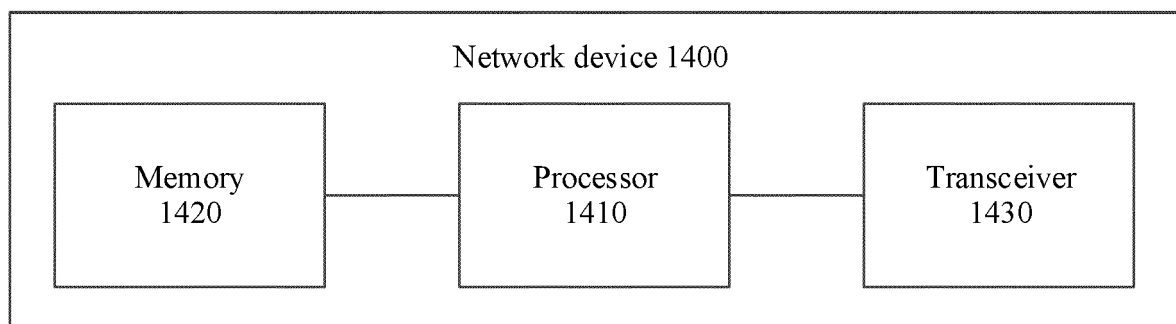 Network device 1400
Memory
1420
Processor
1410
Transceiver
1430